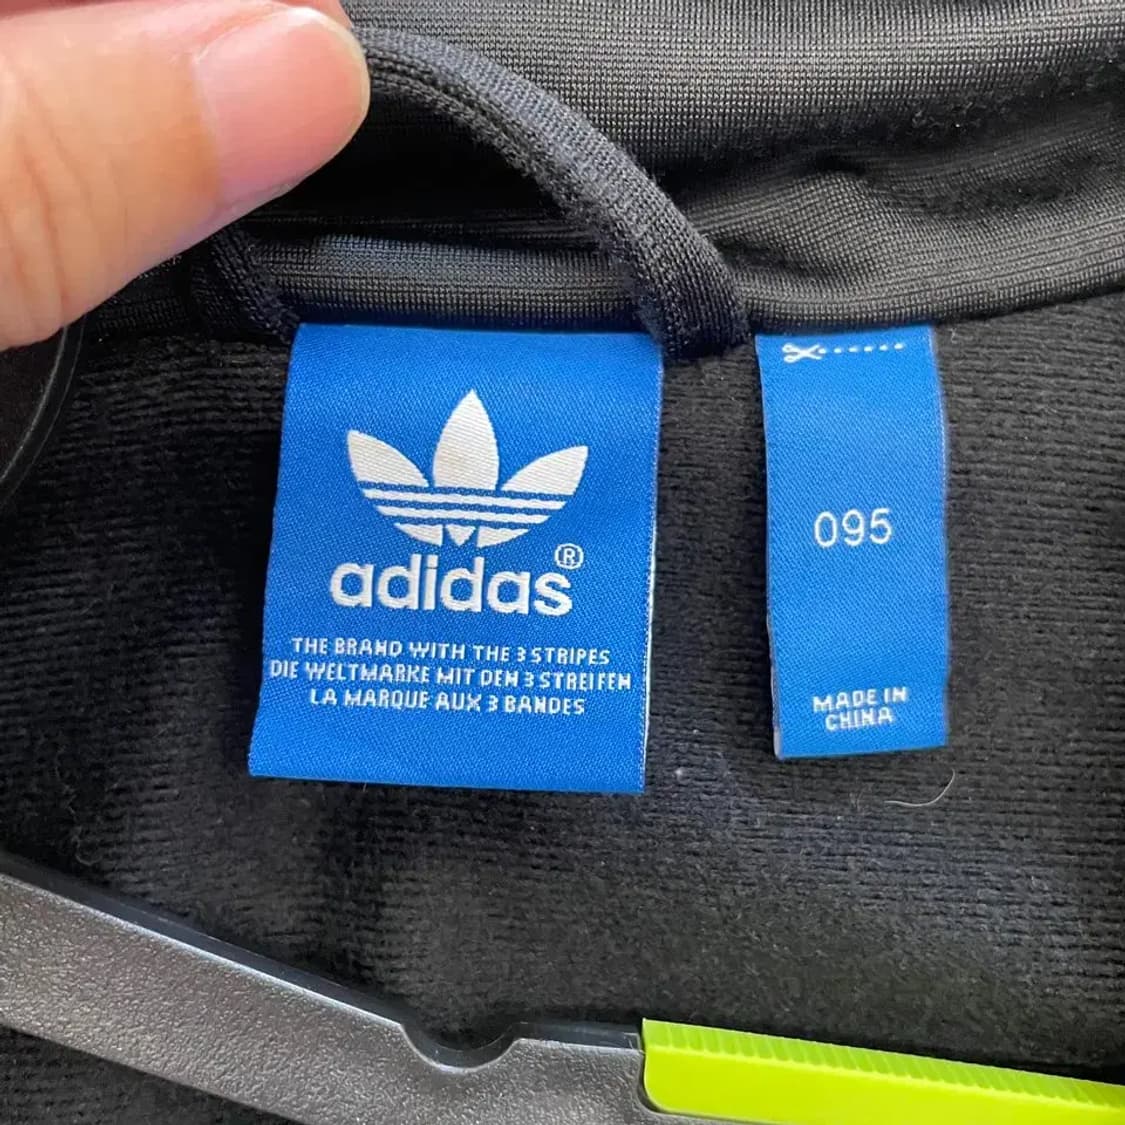 adidas®
THE BRAND WITH THE 3 STRIPES
DIE WELTMARKE MIT DEN 3 STREIFEN
LA MARQUE AUX 3 BANDES
095
MADE IN
CHINA